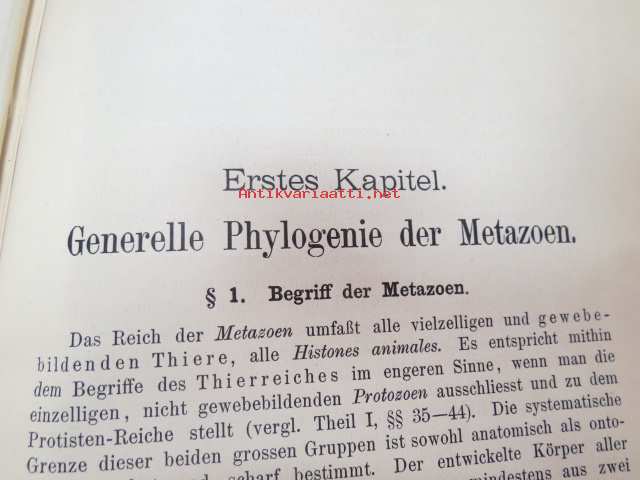 Erstes Kapitel.
Antikvariaatti.net
Generelle Phylogenie der Metazoen.
§ 1. Begriff der Metazoen.
Das Reich der Metazoen umfaßt alle vielzelligen und gewebe-
bildenden Thiere, alle Histones animales. Es entspricht mithin
dem Begriffe des Thierreiches im engeren Sinne, wenn man die
einzelligen, nicht gewebebildenden Protozoen ausschliesst und zu dem
Protisten-Reiche stellt (vergl. Theil I, §§ 35—44). Die systematische
Grenze dieser beiden grossen Gruppen ist sowohl anatomisch als onto-
scharf bestimmt. Der entwickelte Körper aller
mindestens aus zwei